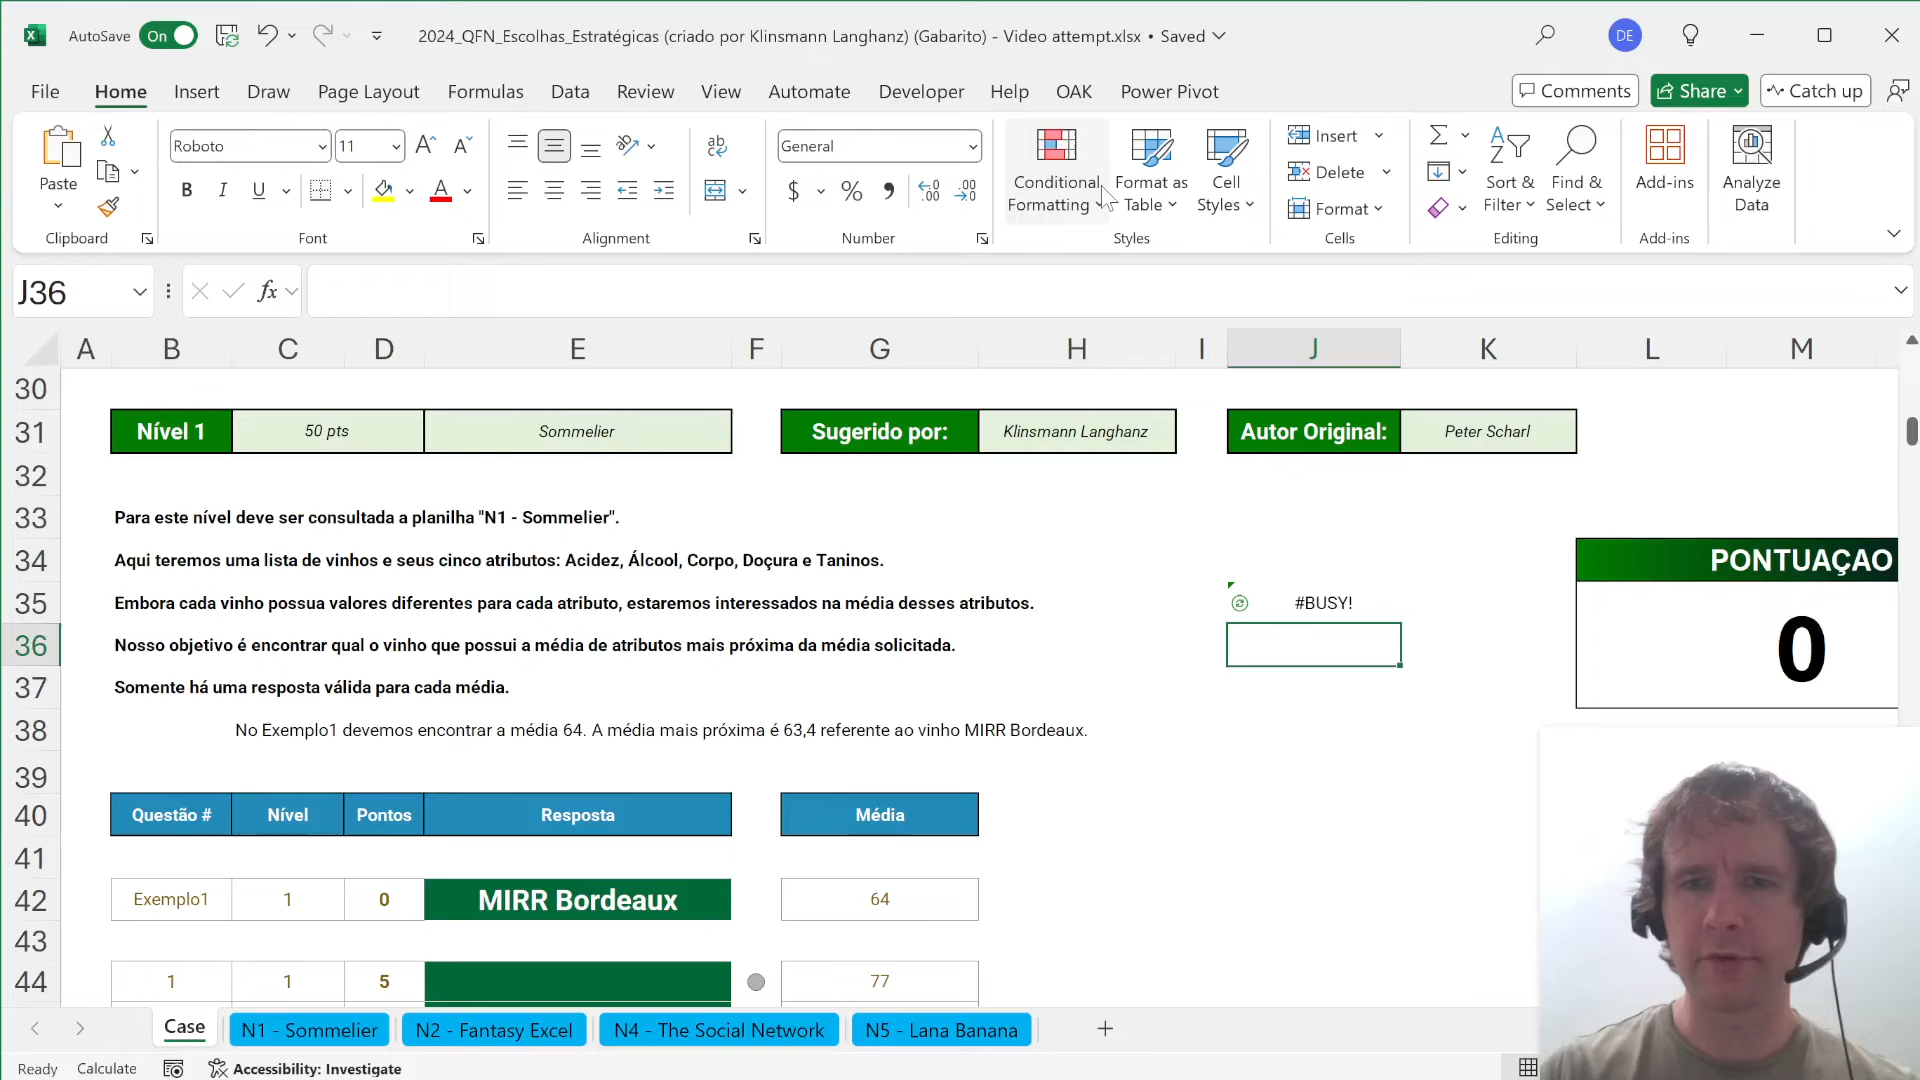 AutoSave On 2024_QFN_Escolhas_Estratégicas (criado por Klinsmann Langhanz) (Gabarito) - Video attempt.xlsx • Saved DE
File Home Insert Draw Page Layout Formulas Data Review View Automate Developer Help OAK Power Pivot Comments Share Catch up
Paste
Roboto 11
ab
General
Conditional Formatting
Format as Table
Cell Styles
Insert
Delete
Format
Sort & Filter
Find & Select
Add-ins
Analyze Data
Clipboard Font Alignment Number Styles Cells Editing Add-ins
J36 fx
A B C D E F G H I J K L M
30
31 Nível 1 50 pts Sommelier Sugerido por: Klinsmann Langhanz Autor Original: Peter Scharl
32
33 Para este nível deve ser consultada a planilha "N1 - Sommelier".
34 Aqui teremos uma lista de vinhos e seus cinco atributos: Acidez, Álcool, Corpo, Doçura e Taninos. PONTUAÇAO
35 Embora cada vinho possua valores diferentes para cada atributo, estaremos interessados na média desses atributos. #BUSY!
36 Nosso objetivo é encontrar qual o vinho que possui a média de atributos mais próxima da média solicitada. 0
37 Somente há uma resposta válida para cada média.
38 No Exemplo1 devemos encontrar a média 64. A média mais próxima é 63,4 referente ao vinho MIRR Bordeaux.
39
40 Questão # Nível Pontos Resposta Média
41
42 Exemplo1 1 0 MIRR Bordeaux 64
43
44 1 1 5 77
Case N1 - Sommelier N2 - Fantasy Excel N4 - The Social Network N5 - Lana Banana
Ready Calculate Accessibility: Investigate